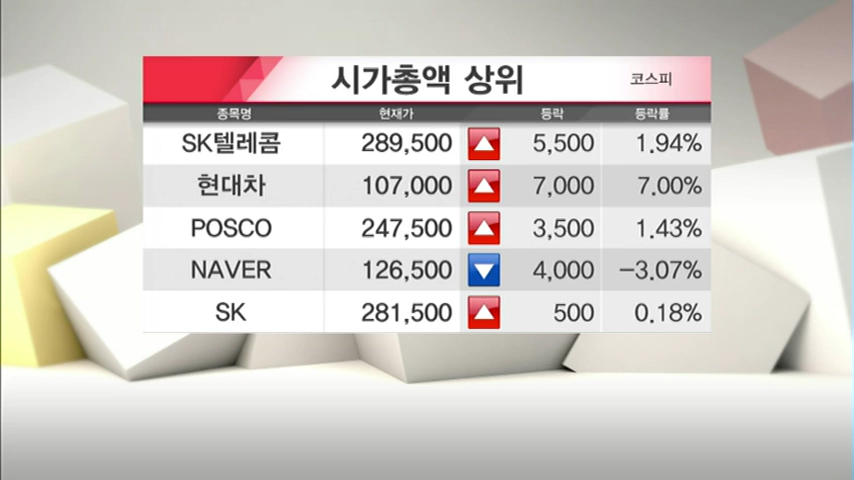 시가총액 상위 코스피
종목명 현재가 등락 등락률
SK텔레콤 289,500 5,500 1.94%
현대차 107,000 7,000 7.00%
POSCO 247,500 3,500 1.43%
NAVER 126,500 4,000 -3.07%
SK 281,500 500 0.18%